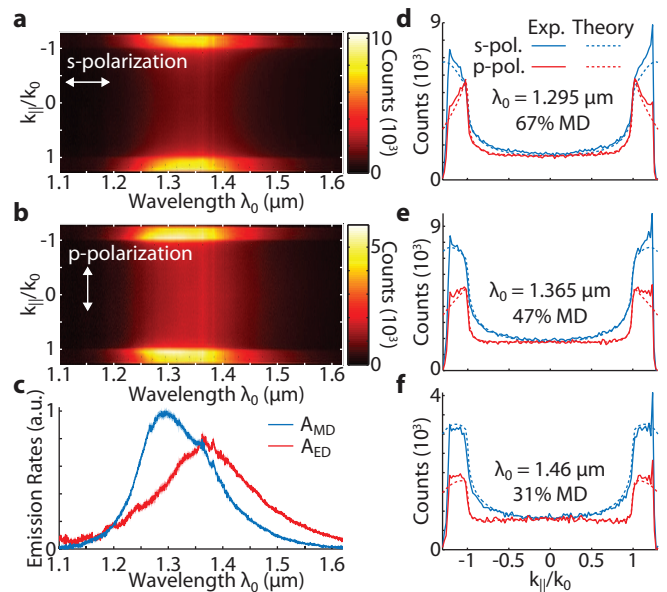 a
-1
0
1
k||/k0
s-polarization
1.1 1.2 1.3 1.4 1.5 1.6
Wavelength λ0 (μm)
10
0
Counts (10³)
b
-1
0
1
k||/k0
p-polarization
1.1 1.2 1.3 1.4 1.5 1.6
Wavelength λ0 (μm)
5
0
Counts (10³)
c
1
0
Emission Rates (a.u.)
AMD
AED
1.1 1.2 1.3 1.4 1.5 1.6
Wavelength λ0 (μm)
d
9
0
Counts (10³)
Exp. Theory
s-pol.
p-pol.
λ0 = 1.295 μm
67% MD
e
9
0
Counts (10³)
λ0 = 1.365 μm
47% MD
f
4
0
Counts (10³)
λ0 = 1.46 μm
31% MD
-1 -0.5 0 0.5 1
k||/k0